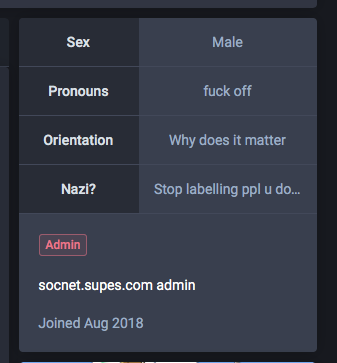 Sex Male
Pronouns fuck off
Orientation Why does it matter
Nazi? Stop labelling ppl u do...
Admin
socnet.supes.com admin
Joined Aug 2018